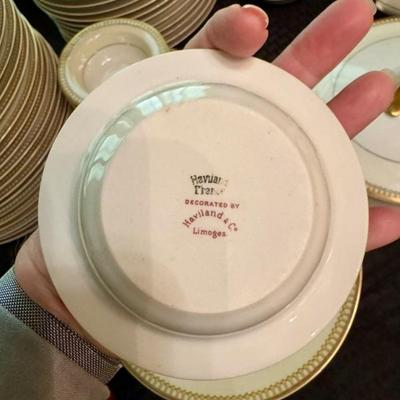 Haviland
France
DECORATED BY
Haviland & Co
Limoges.